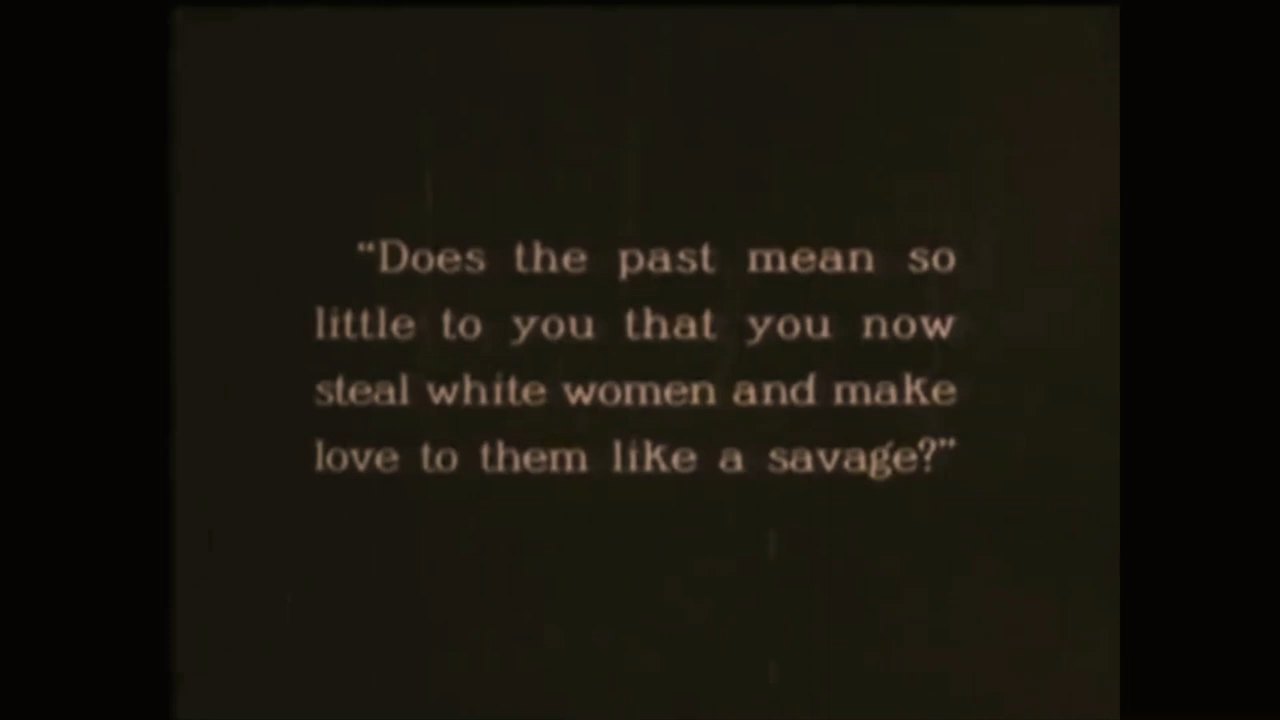 “Does the past mean so
little to you that you now
steal white women and make
love to them like a savage?”